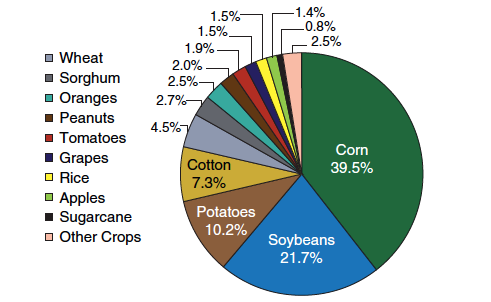 Wheat
Sorghum
Oranges
Peanuts
Tomatoes
Grapes
Rice
Apples
Sugarcane
Other Crops
1.5%
1.5%
1.9%
2.0%
2.5%
2.7%
4.5%
1.4%
0.8%
2.5%
Corn
39.5%
Cotton
7.3%
Potatoes
10.2%
Soybeans
21.7%